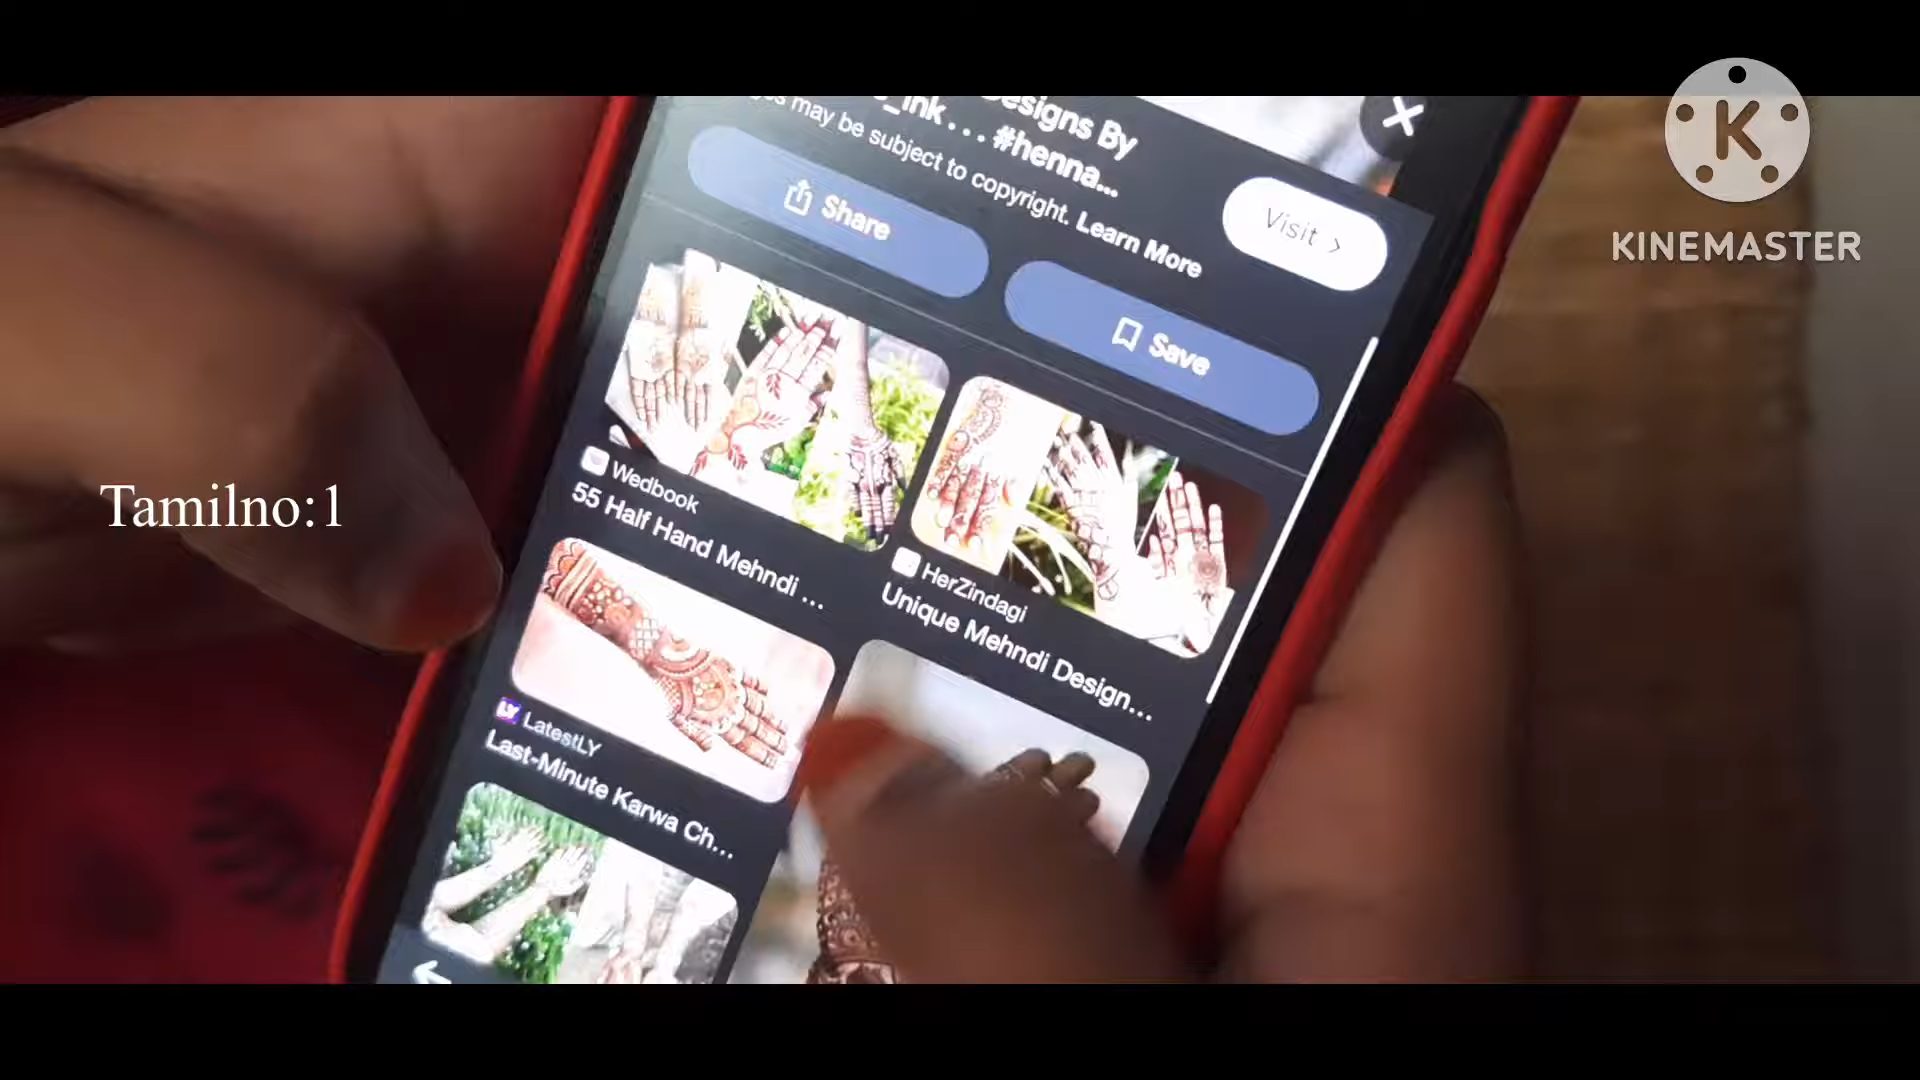 Designs By
... #henna...
may be subject to copyright. Learn More
Visit >
Share
Save
Wedbook
55 Half Hand Mehndi ...
HerZindagi
Unique Mehndi Design...
LY LatestLY
Last-Minute Karwa Ch...
Tamilno:1
K
KINEMASTER